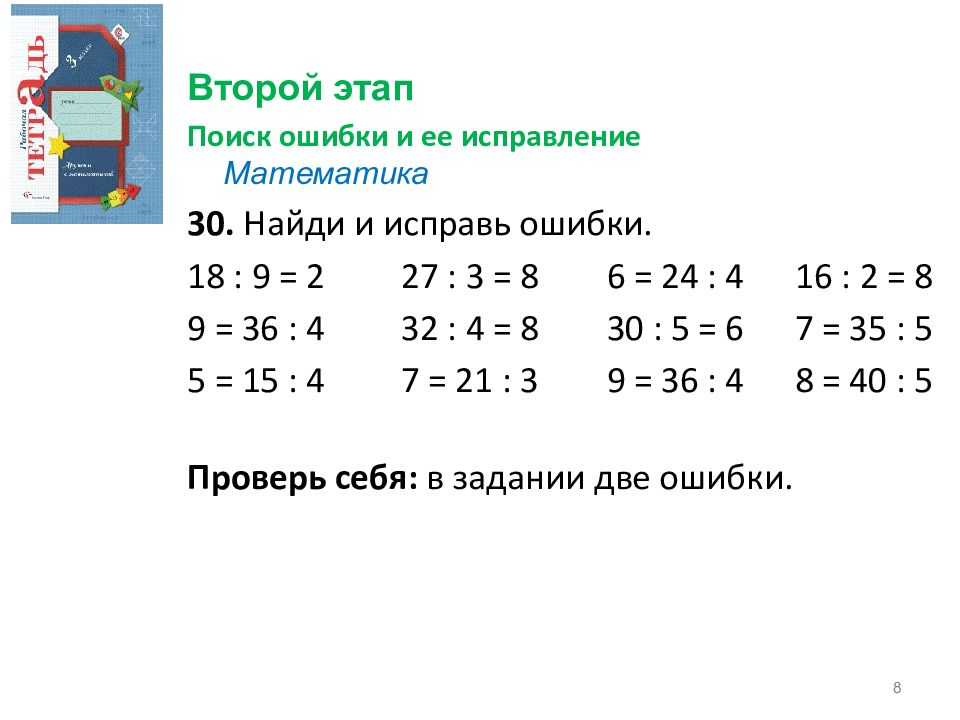 Рабочая
ТЕТРаДЬ
3 класс
Дружим
с математикой
Второй этап
Поиск ошибки и ее исправление
Математика
30. Найди и исправь ошибки.
18 : 9 = 2 27 : 3 = 8 6 = 24 : 4 16 : 2 = 8
9 = 36 : 4 32 : 4 = 8 30 : 5 = 6 7 = 35 : 5
5 = 15 : 4 7 = 21 : 3 9 = 36 : 4 8 = 40 : 5
Проверь себя: в задании две ошибки.
8